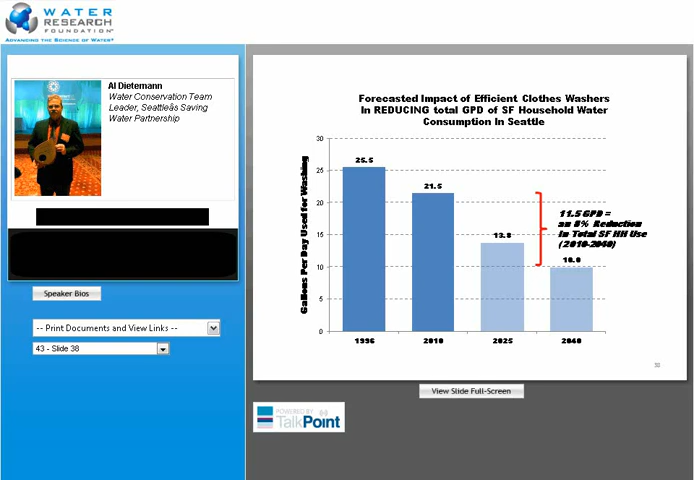 WATER
RESEARCH
FOUNDATION
ADVANCING THE SCIENCE OF WATER
Al Dietemann
Water Conservation Team
Leader, Seattleâs Saving
Water Partnership
Speaker Bios
-- Print Documents and View Links --
43 - Slide 38
Forecasted Impact of Efficient Clothes Washers
In REDUCING total GPD of SF Household Water
Consumption In Seattle
Gallons Per Day Used for Washing
30
25
20
15
10
5
0
25.5
21.5
13.8
10.0
11.5 GPD =
an 8% Reduction
In Total SF HH Use
(2010-2040)
1996
2010
2025
2040
View Slide Full-Screen
POWERED BY
TalkPoint